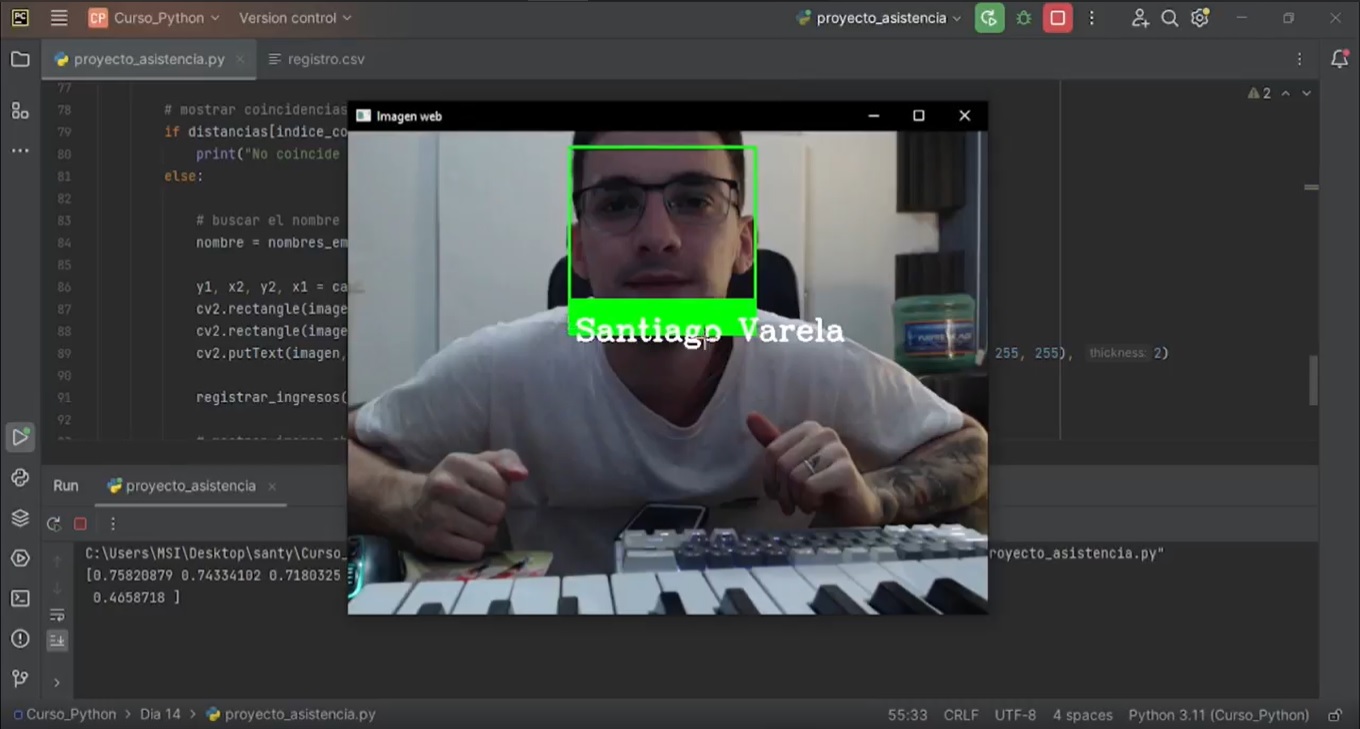 PC
CP Curso_Python Version control proyecto_asistencia
proyecto_asistencia.py registro.csv
77
78 # mostrar coincidencias
79 if distancias[indice_co
80 print("No coincide
81 else:
82
83 # buscar el nombre
84 nombre = nombres_em
85
86 y1, x2, y2, x1 = ca
87 cv2.rectangle(image
88 cv2.rectangle(image
89 cv2.putText(imagen, 255, 255), thickness: 2)
90
91 registrar_ingresos(
92
2
Imagen web
Santiago Varela
Run proyecto_asistencia
C:\Users\MSI\Desktop\santy\Curso_ royecto_asistencia.py"
[0.75820879 0.74334102 0.7180325
0.4658718 ]
Curso_Python > Dia 14 > proyecto_asistencia.py 55:33 CRLF UTF-8 4 spaces Python 3.11 (Curso_Python)